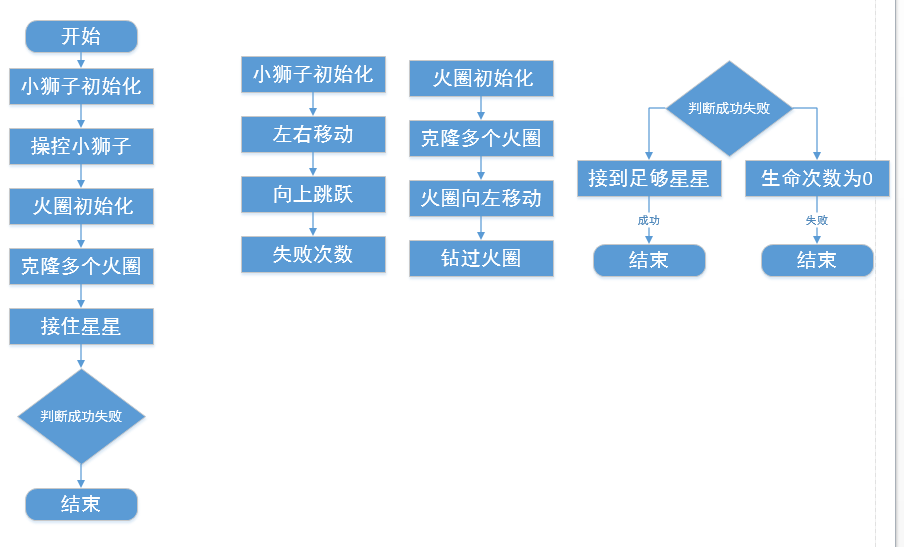 开始
小狮子初始化
操控小狮子
火圈初始化
克隆多个火圈
接住星星
判断成功失败
结束
小狮子初始化
左右移动
向上跳跃
失败次数
火圈初始化
克隆多个火圈
火圈向左移动
钻过火圈
判断成功失败
接到足够星星
生命次数为0
成功
失败
结束
结束